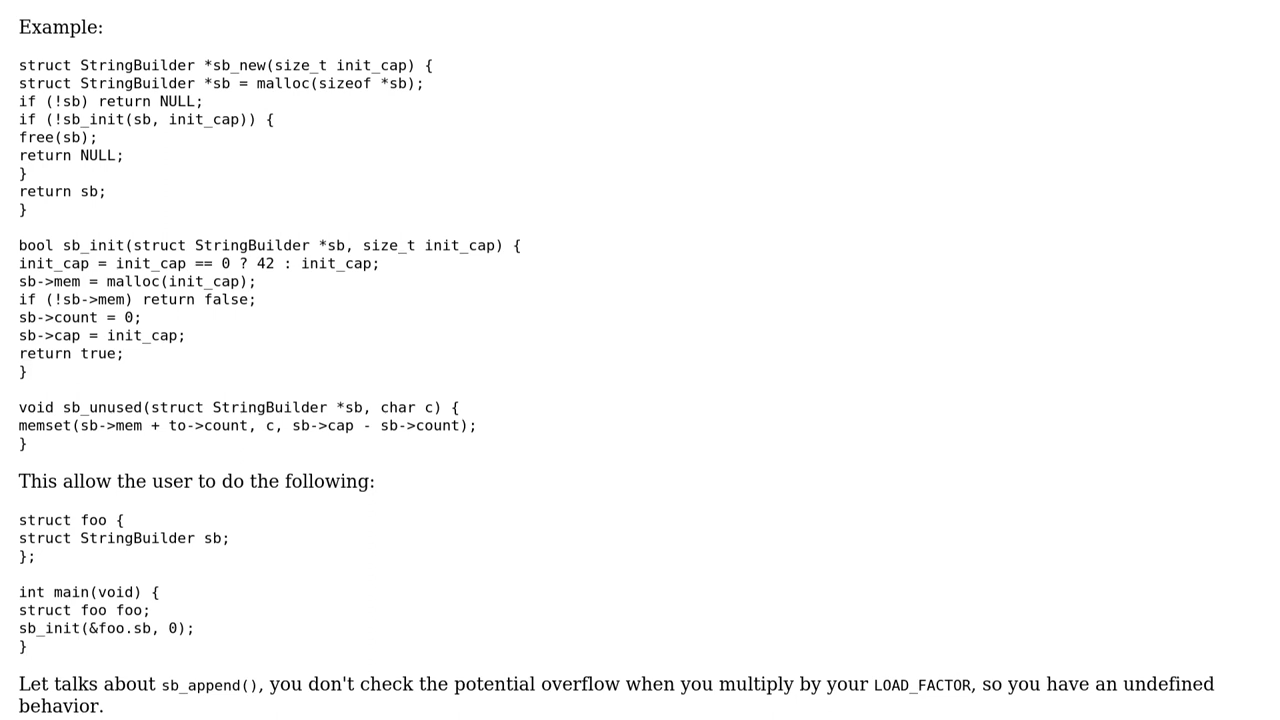 Example:
struct StringBuilder *sb_new(size_t init_cap) {
struct StringBuilder *sb = malloc(sizeof *sb);
if (!sb) return NULL;
if (!sb_init(sb, init_cap)) {
free(sb);
return NULL;
}
return sb;
}
bool sb_init(struct StringBuilder *sb, size_t init_cap) {
init_cap = init_cap == 0 ? 42 : init_cap;
sb->mem = malloc(init_cap);
if (!sb->mem) return false;
sb->count = 0;
sb->cap = init_cap;
return true;
}
void sb_unused(struct StringBuilder *sb, char c) {
memset(sb->mem + to->count, c, sb->cap - sb->count);
}
This allow the user to do the following:
struct foo {
struct StringBuilder sb;
};
int main(void) {
struct foo foo;
sb_init(&foo.sb, 0);
}
Let talks about sb_append(), you don't check the potential overflow when you multiply by your LOAD_FACTOR, so you have an undefined
behavior.